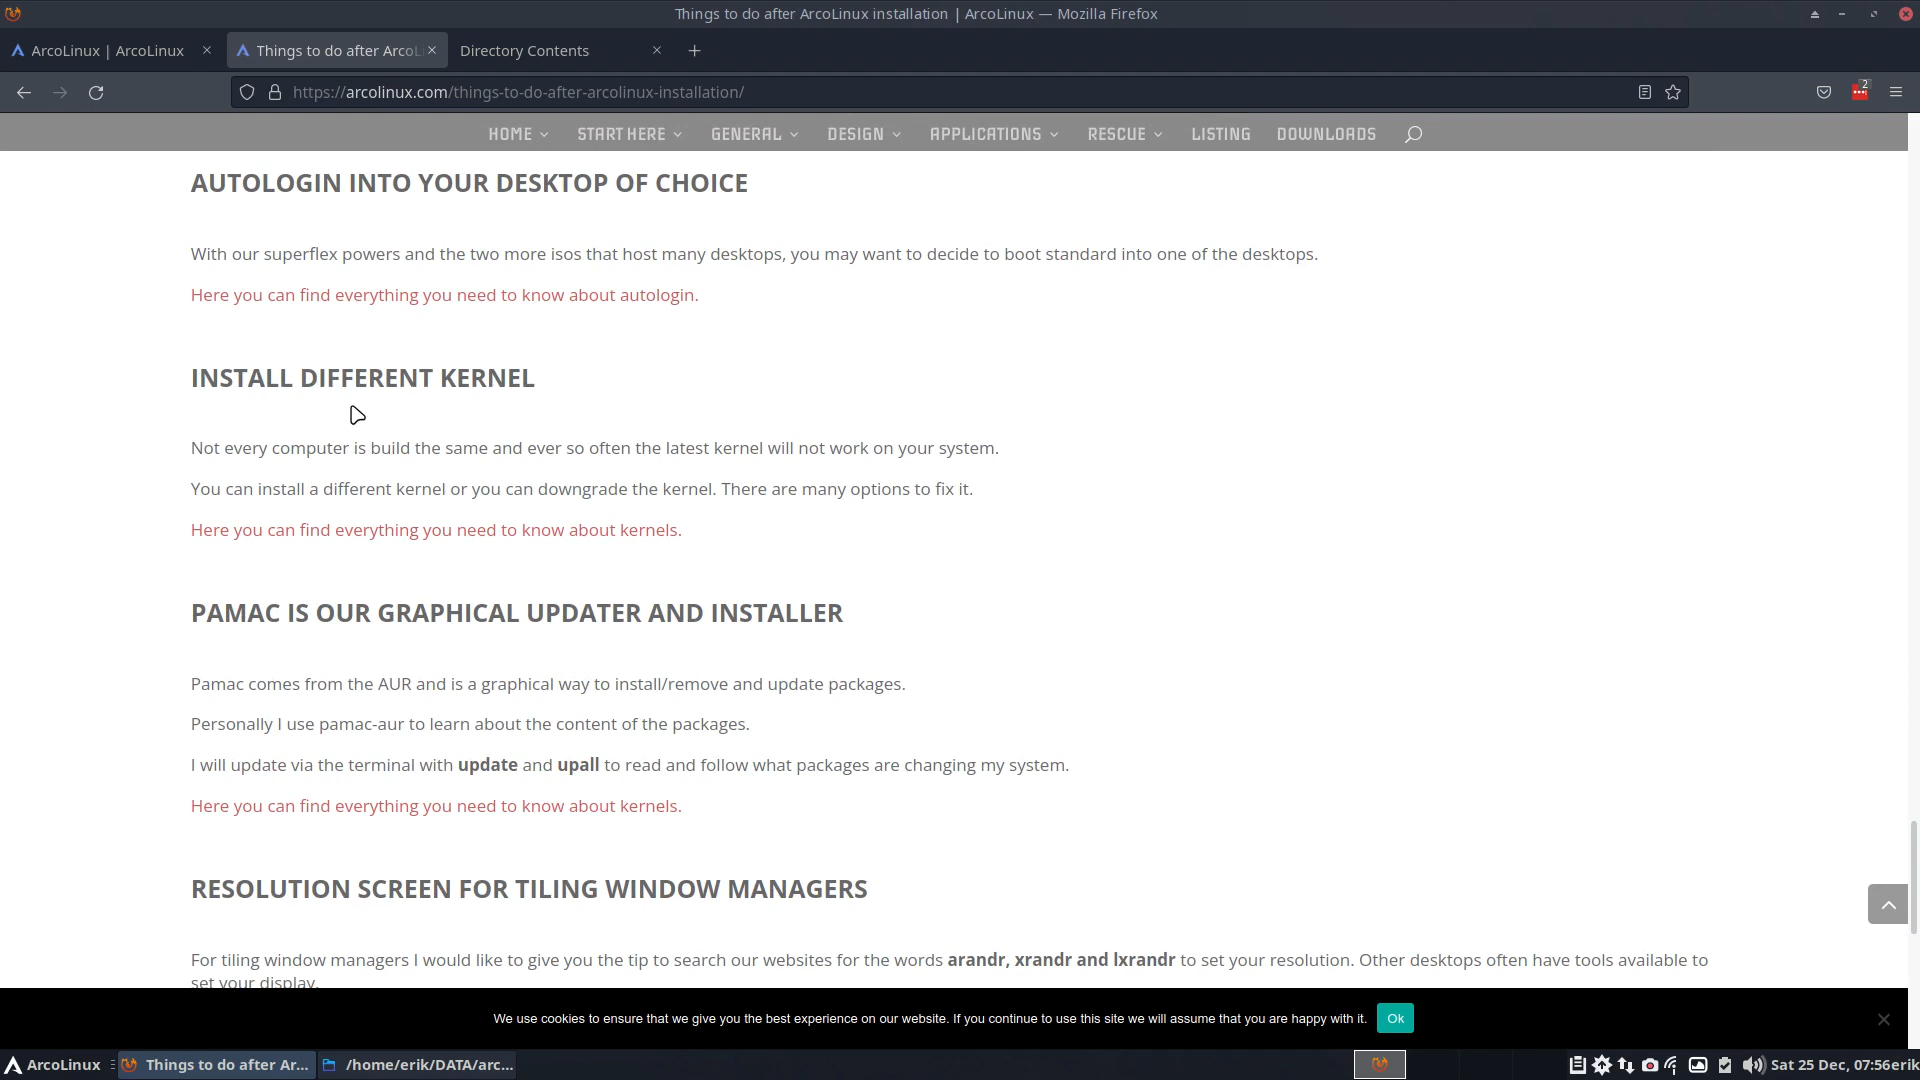 Things to do after ArcoLinux installation | ArcoLinux — Mozilla Firefox
ArcoLinux | ArcoLinux
Things to do after ArcoL
Directory Contents
https://arcolinux.com/things-to-do-after-arcolinux-installation/
2
HOME
START HERE
GENERAL
DESIGN
APPLICATIONS
RESCUE
LISTING
DOWNLOADS
AUTOLOGIN INTO YOUR DESKTOP OF CHOICE
With our superflex powers and the two more isos that host many desktops, you may want to decide to boot standard into one of the desktops.
Here you can find everything you need to know about autologin.
INSTALL DIFFERENT KERNEL
Not every computer is build the same and ever so often the latest kernel will not work on your system.
You can install a different kernel or you can downgrade the kernel. There are many options to fix it.
Here you can find everything you need to know about kernels.
PAMAC IS OUR GRAPHICAL UPDATER AND INSTALLER
Pamac comes from the AUR and is a graphical way to install/remove and update packages.
Personally I use pamac-aur to learn about the content of the packages.
I will update via the terminal with update and upall to read and follow what packages are changing my system.
Here you can find everything you need to know about kernels.
RESOLUTION SCREEN FOR TILING WINDOW MANAGERS
For tiling window managers I would like to give you the tip to search our websites for the words arandr, xrandr and lxrandr to set your resolution. Other desktops often have tools available to
set your display.
We use cookies to ensure that we give you the best experience on our website. If you continue to use this site we will assume that you are happy with it.
Ok
ArcoLinux
Things to do after Ar...
/home/erik/DATA/arc...
Sat 25 Dec, 07:56
erik